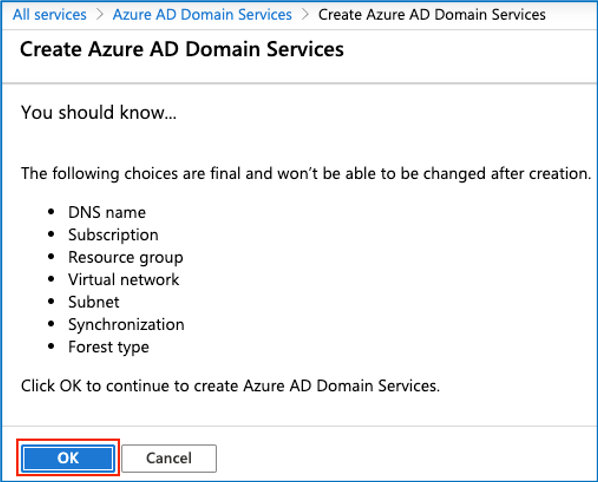 All services > Azure AD Domain Services > Create Azure AD Domain Services
Create Azure AD Domain Services
You should know...
The following choices are final and won't be able to be changed after creation.
• DNS name
• Subscription
• Resource group
• Virtual network
• Subnet
• Synchronization
• Forest type
Click OK to continue to create Azure AD Domain Services.
OK Cancel